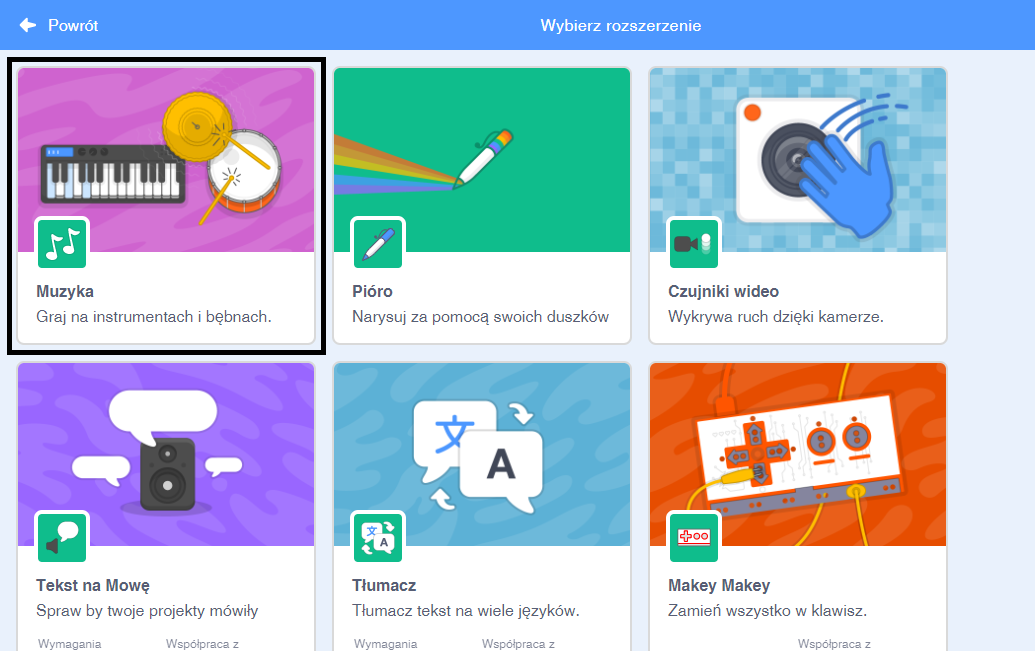 Powrót
Wybierz rozszerzenie
Muzyka
Graj na instrumentach i bębnach.
Pióro
Narysuj za pomocą swoich duszków
Czujniki wideo
Wykrywa ruch dzięki kamerze.
文
A
文
A
Tekst na Mowę
Spraw by twoje projekty mówiły
Wymagania
Współpraca z
Tłumacz
Tłumacz tekst na wiele języków.
Wymagania
Współpraca z
Makey Makey
Zamień wszystko w klawisz.
Współpraca z